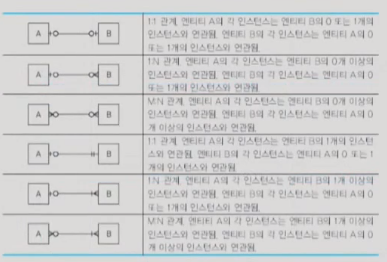 A B
1:1 관계, 엔티티 A의 각 인스턴스는 엔티티 B의 0 또는 1개의
인스턴스와 연관됨. 엔티티 B의 각 인스턴스는 엔티티 A의 0
또는 1개의 인스턴스와 연관됨.
A B
1:N 관계, 엔티티 A의 각 인스턴스는 엔티티 B의 0개 이상의
인스턴스와 연관됨. 엔티티 B의 각 인스턴스는 엔티티 A의 0
또는 1개의 인스턴스와 연관됨
A B
M:N 관계, 엔티티 A의 각 인스턴스는 엔티티 B의 0개 이상의
인스턴스와 연관됨. 엔티티 B의 각 인스턴스는 엔티티 A의 0
개 이상의 인스턴스와 연관됨.
A B
1:1 관계, 엔티티 A의 각 인스턴스는 엔티티 B의 1개의 인스턴
스와 연관됨. 엔티티 B의 각 인스턴스는 엔티티 A의 0 또는 1
개의 인스턴스와 연관됨.
A B
1:N 관계, 엔티티 A의 각 인스턴스는 엔티티 B의 1개 이상의
인스턴스와 연관됨. 엔티티 B의 각 인스턴스는 엔티티 A의 0
또는 1개의 인스턴스와 연관됨.
A B
M:N 관계, 엔티티 A의 각 인스턴스는 엔티티 B의 1개 이상의
인스턴스와 연관됨. 엔티티 B의 각 인스턴스는 엔티티 A의 0
개 이상의 인스턴스와 연관됨.